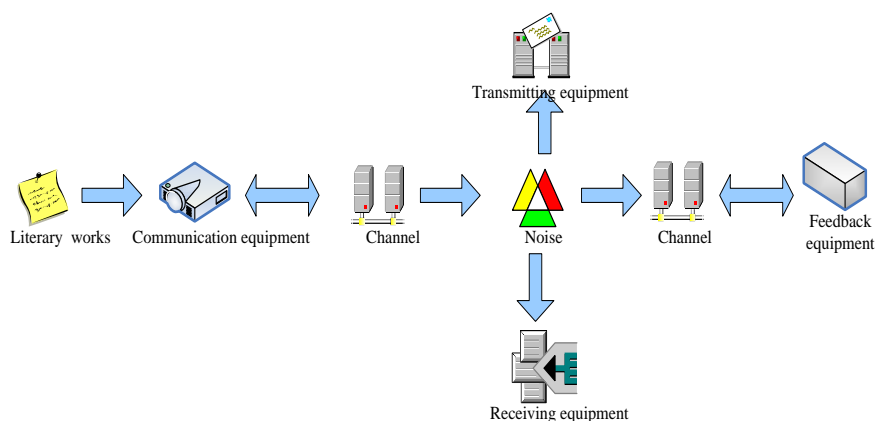 Transmitting equipment
Literary works
Communication equipment
Channel
Noise
Channel
Feedback
equipment
Receiving equipment